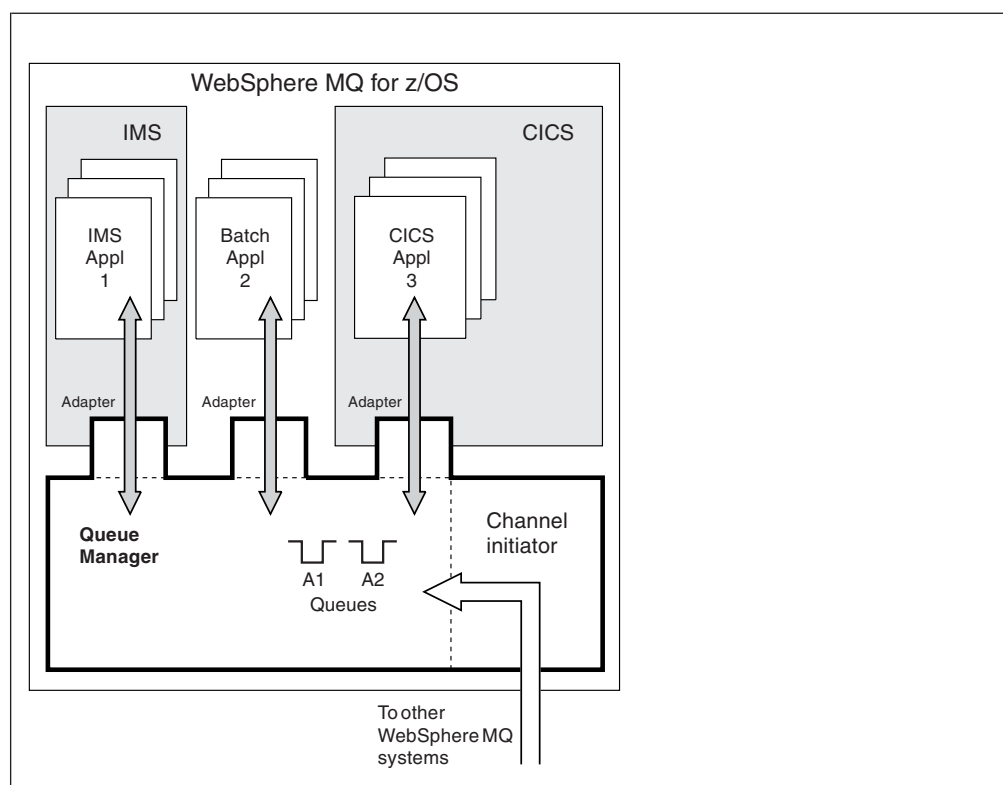 WebSphere MQ for z/OS
IMS
CICS
IMS
Appl
1
Batch
Appl
2
CICS
Appl
3
Adapter
Adapter
Adapter
Queue
Manager
A1
A2
Queues
Channel
initiator
To other
WebSphere MQ
systems